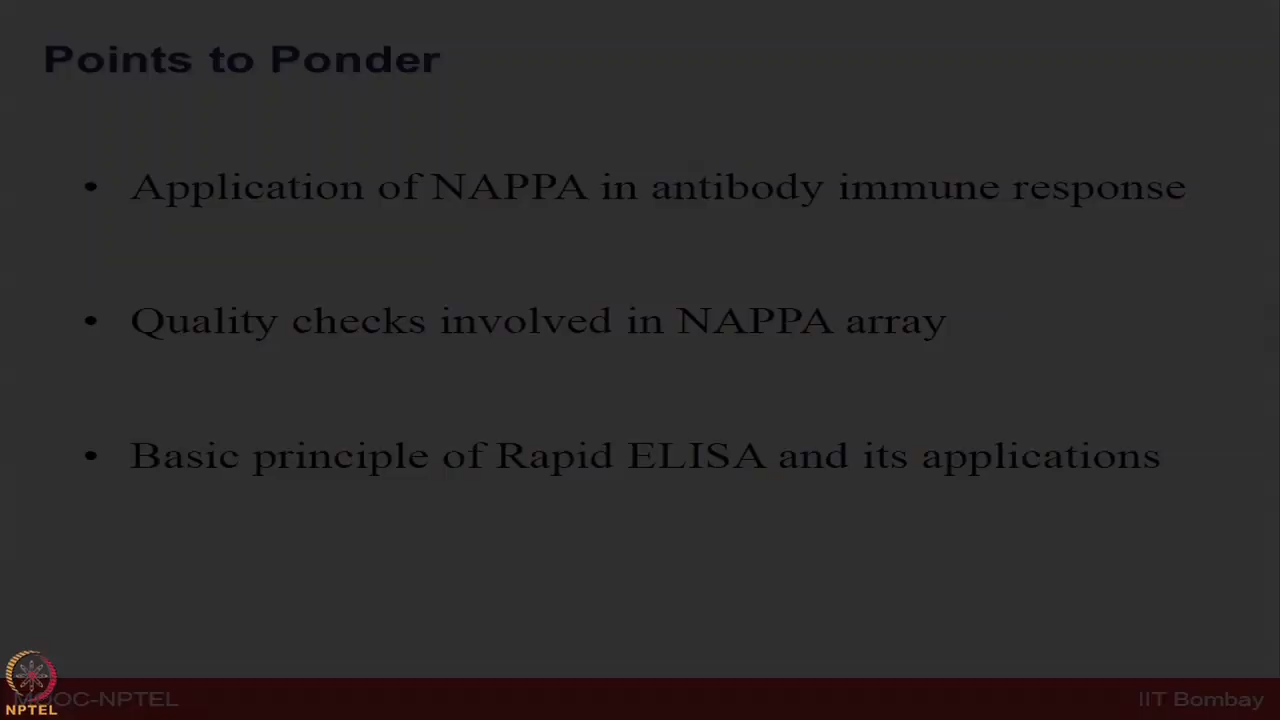 Points to Ponder
• Application of NAPPA in antibody immune response
• Quality checks involved in NAPPA array
• Basic principle of Rapid ELISA and its applications
MOOC-NPTEL
IIT Bombay
NPTEL